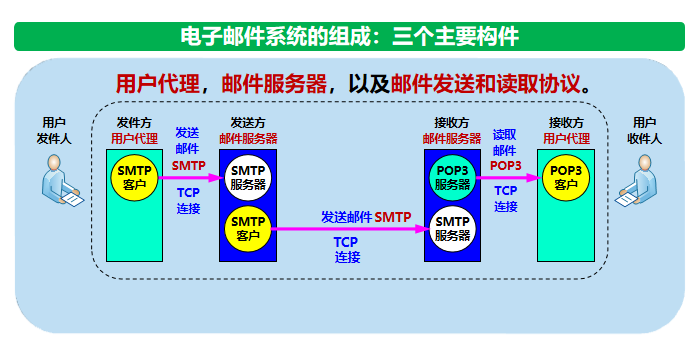 电子邮件系统的组成：三个主要构件
用户代理，邮件服务器，以及邮件发送和读取协议。
用户
发件人
发件方
用户代理
发送
邮件
SMTP
TCP
连接
发送方
邮件服务器
接收方
邮件服务器
读取
邮件
POP3
TCP
连接
接收方
用户代理
用户
收件人
SMTP
客户
SMTP
服务器
SMTP
客户
发送邮件 SMTP
TCP
连接
POP3
服务器
SMTP
服务器
POP3
客户